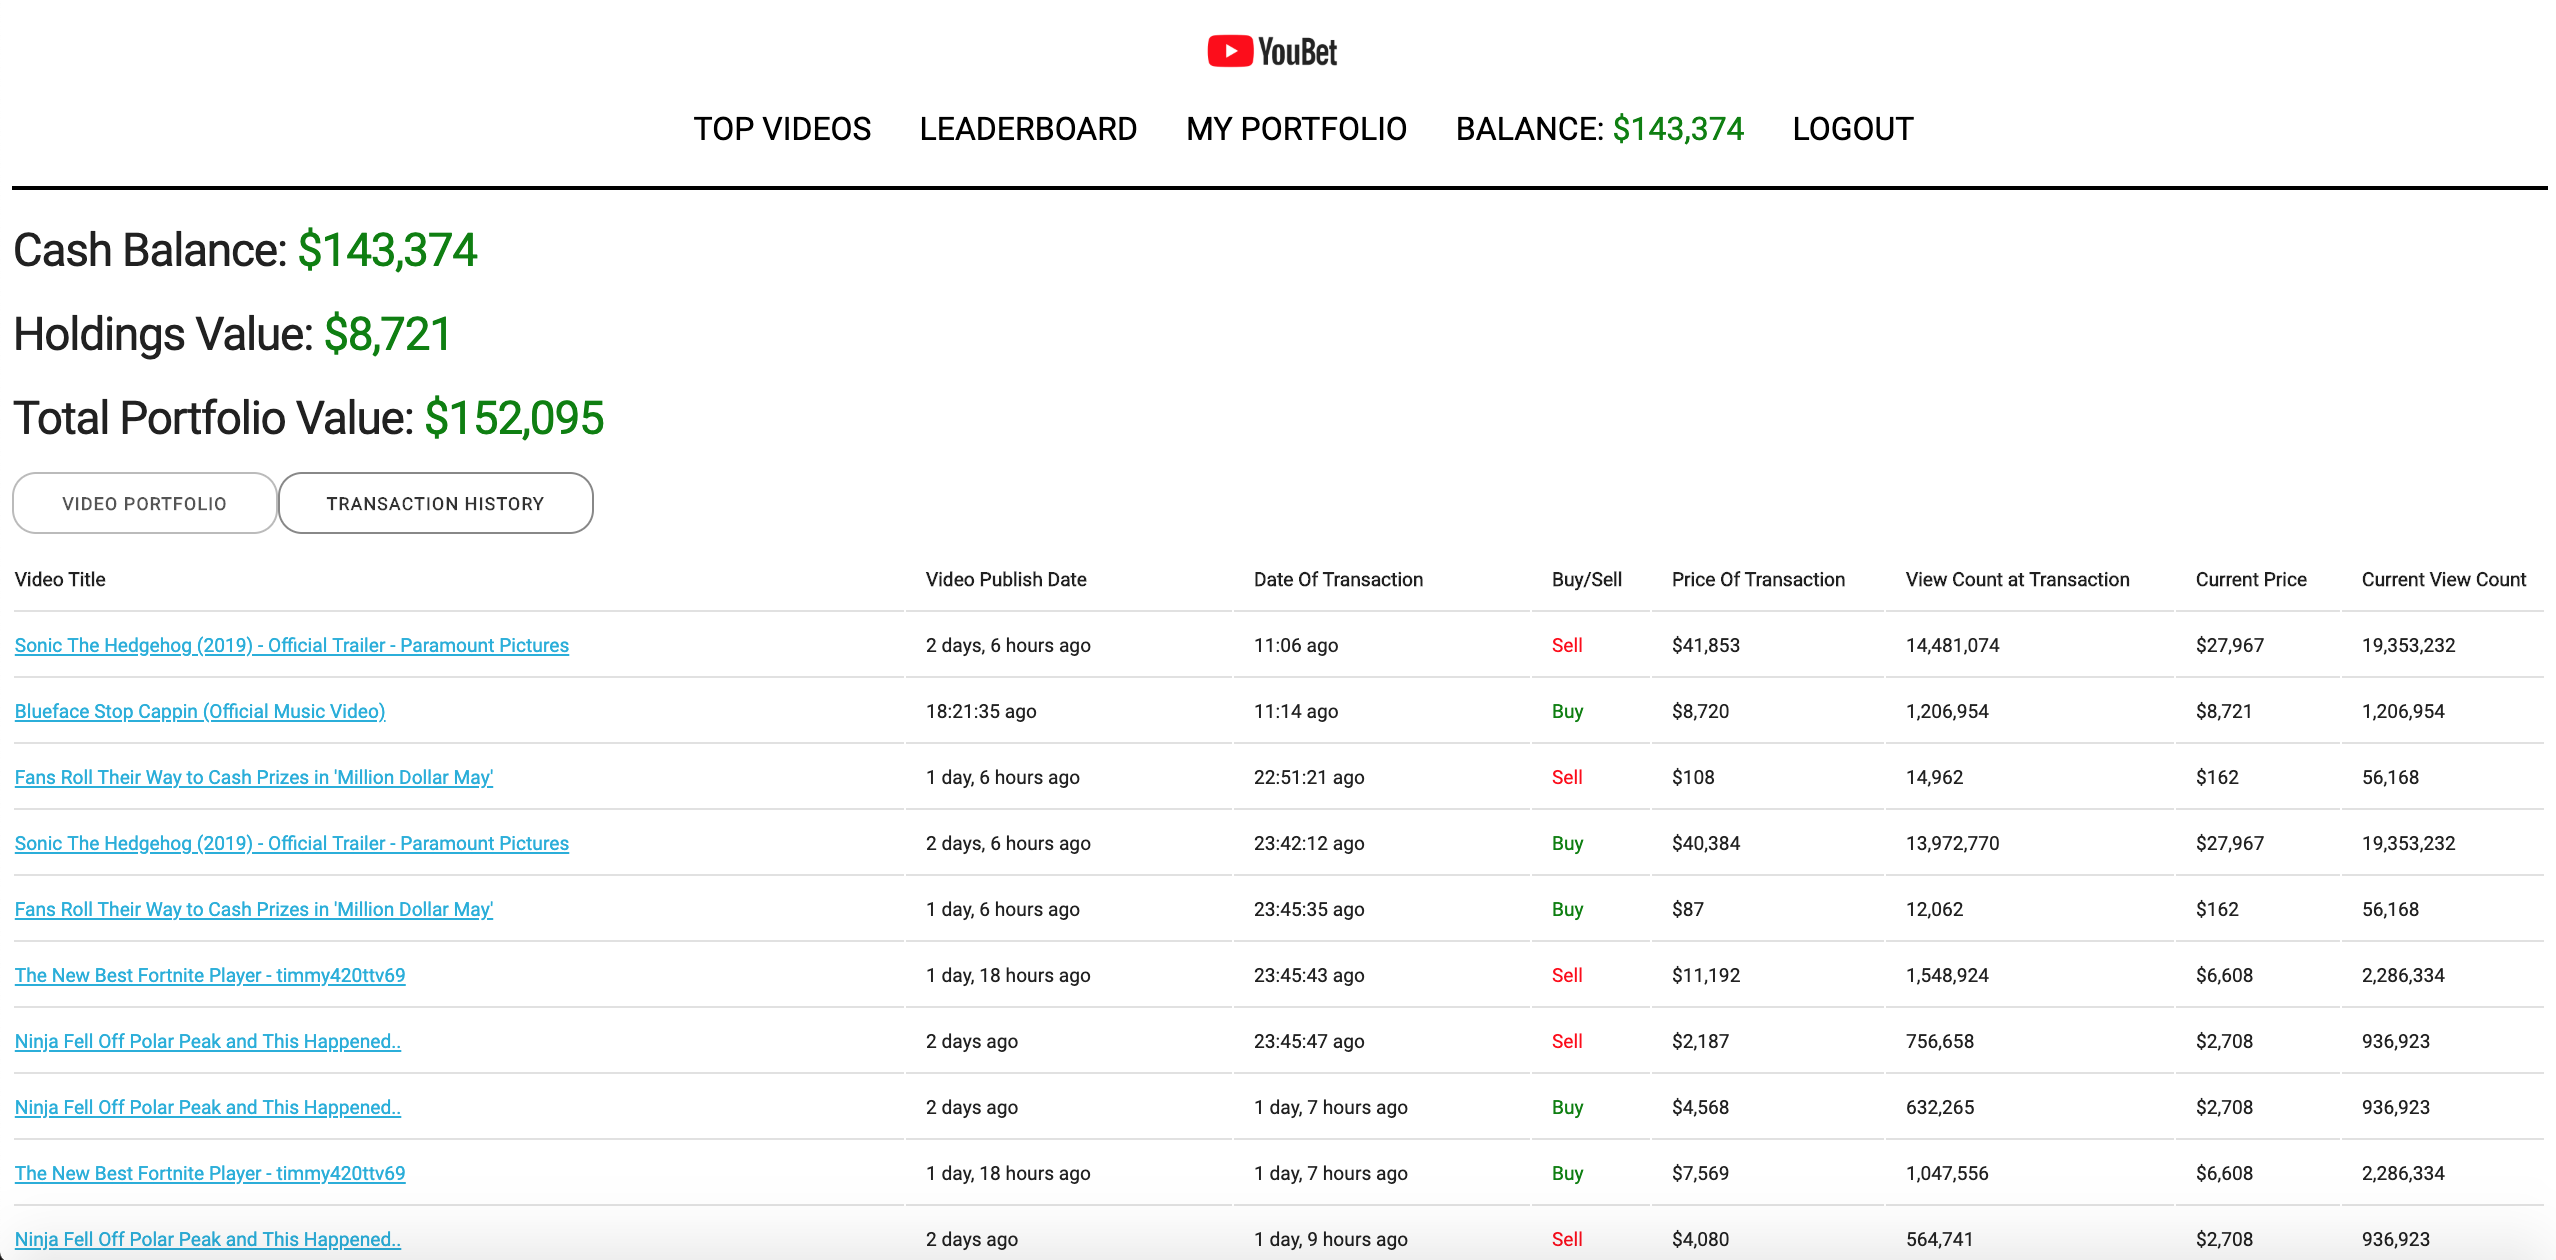 YouBet
TOP VIDEOS LEADERBOARD MY PORTFOLIO BALANCE: $143,374 LOGOUT
Cash Balance: $143,374
Holdings Value: $8,721
Total Portfolio Value: $152,095
VIDEO PORTFOLIO TRANSACTION HISTORY
Video Title Video Publish Date Date Of Transaction Buy/Sell Price Of Transaction View Count at Transaction Current Price Current View Count
Sonic The Hedgehog (2019) - Official Trailer - Paramount Pictures 2 days, 6 hours ago 11:06 ago Sell $41,853 14,481,074 $27,967 19,353,232
Blueface Stop Cappin (Official Music Video) 18:21:35 ago 11:14 ago Buy $8,720 1,206,954 $8,721 1,206,954
Fans Roll Their Way to Cash Prizes in 'Million Dollar May' 1 day, 6 hours ago 22:51:21 ago Sell $108 14,962 $162 56,168
Sonic The Hedgehog (2019) - Official Trailer - Paramount Pictures 2 days, 6 hours ago 23:42:12 ago Buy $40,384 13,972,770 $27,967 19,353,232
Fans Roll Their Way to Cash Prizes in 'Million Dollar May' 1 day, 6 hours ago 23:45:35 ago Buy $87 12,062 $162 56,168
The New Best Fortnite Player - timmy420ttv69 1 day, 18 hours ago 23:45:43 ago Sell $11,192 1,548,924 $6,608 2,286,334
Ninja Fell Off Polar Peak and This Happened.. 2 days ago 23:45:47 ago Sell $2,187 756,658 $2,708 936,923
Ninja Fell Off Polar Peak and This Happened.. 2 days ago 1 day, 7 hours ago Buy $4,568 632,265 $2,708 936,923
The New Best Fortnite Player - timmy420ttv69 1 day, 18 hours ago 1 day, 7 hours ago Buy $7,569 1,047,556 $6,608 2,286,334
Ninja Fell Off Polar Peak and This Happened.. 2 days ago 1 day, 9 hours ago Sell $4,080 564,741 $2,708 936,923